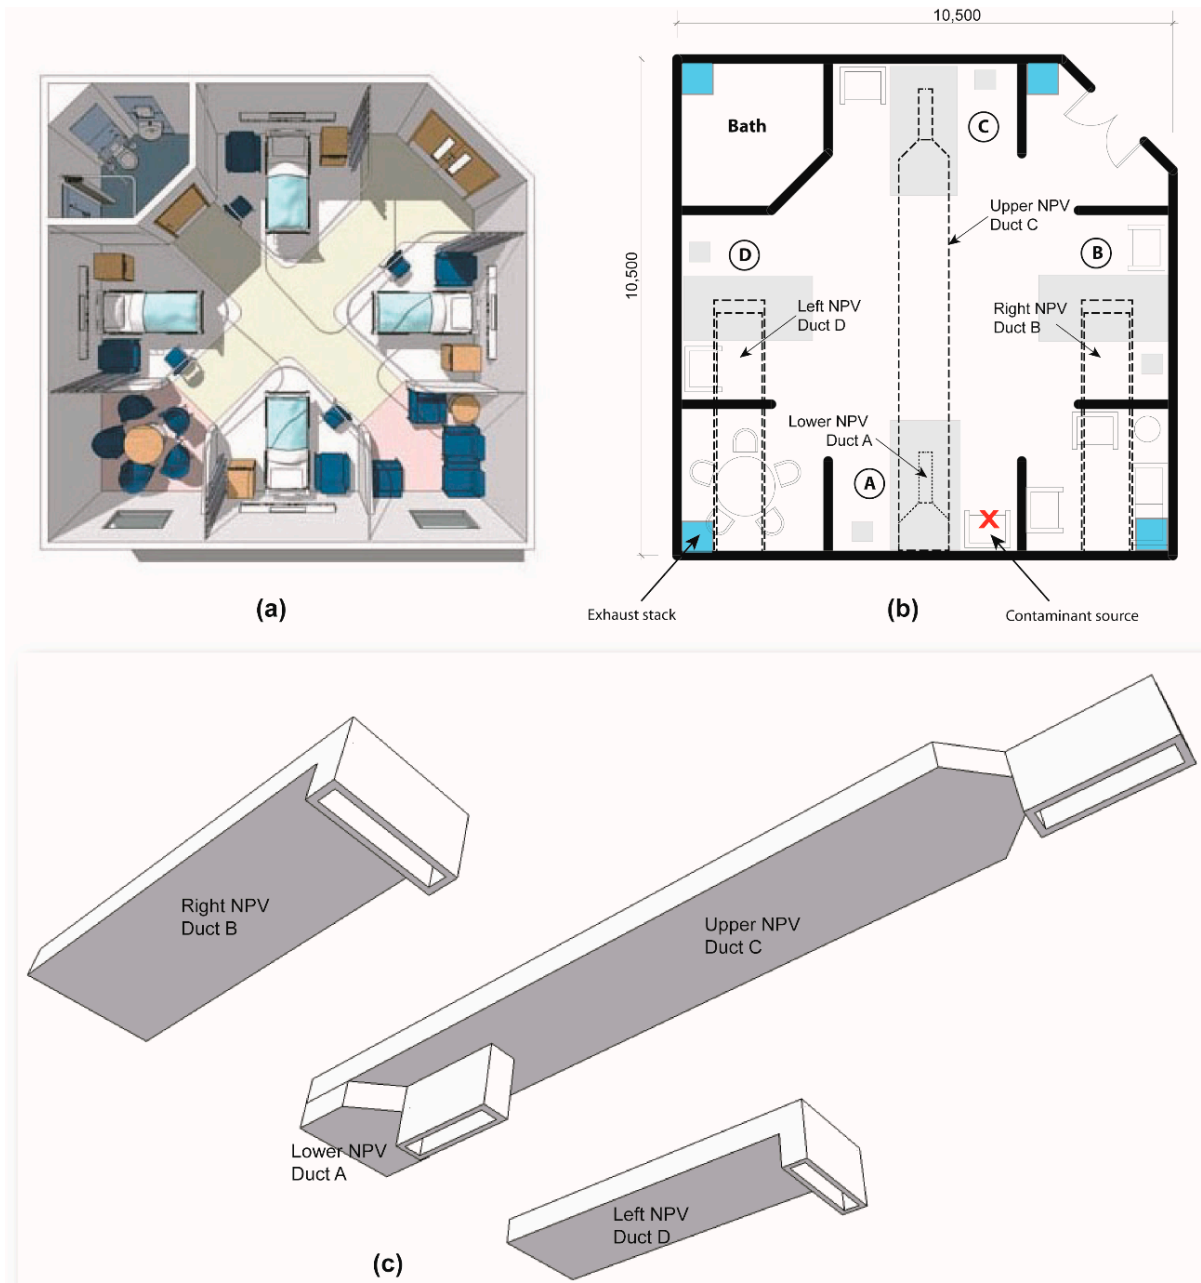 10,500
10,500
Bath
C
Upper NPV
Duct C
D
B
Left NPV
Duct D
Right NPV
Duct B
Lower NPV
Duct A
A
X
Exhaust stack
Contaminant source
(a)
(b)
Right NPV
Duct B
Upper NPV
Duct C
Lower NPV
Duct A
Left NPV
Duct D
(c)